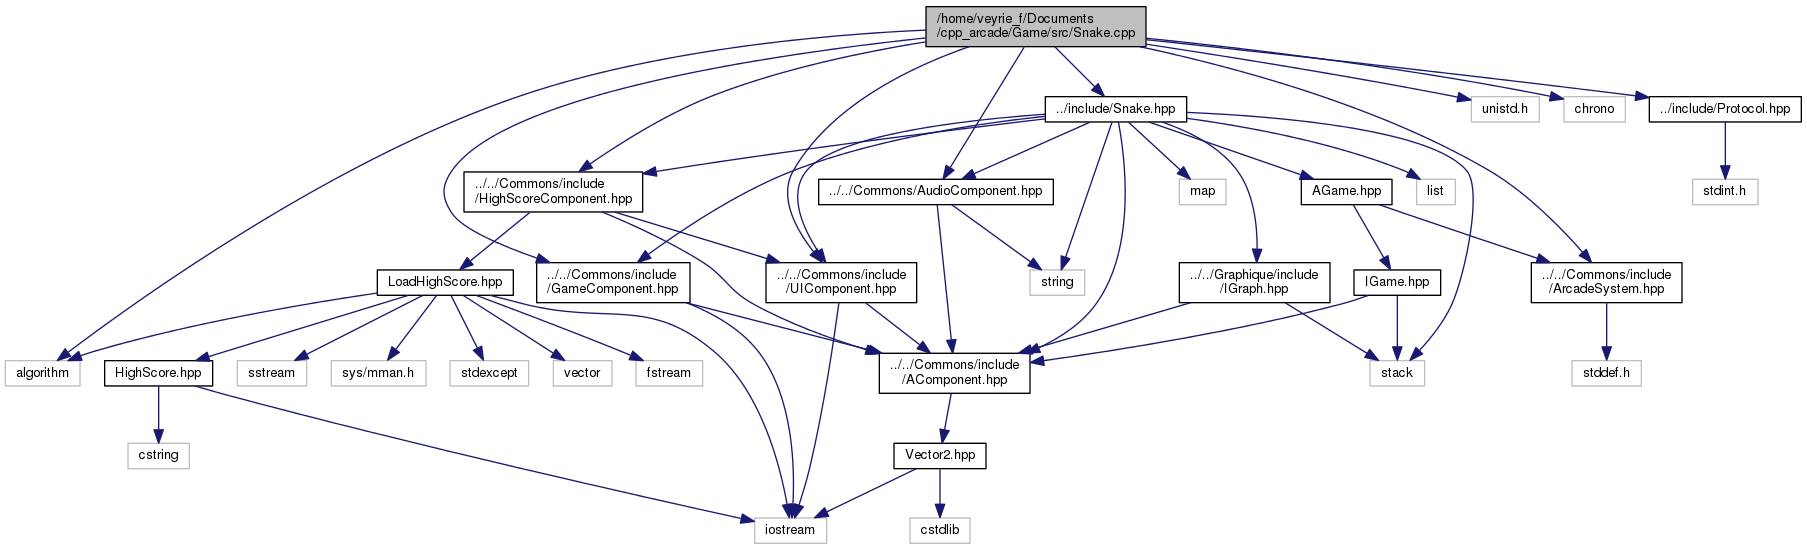 /home/veyrie_f/Documents
/cpp_arcade/Game/src/Snake.cpp
../include/Snake.hpp
unistd.h
chrono
../include/Protocol.hpp
../../Commons/include
/HighScoreComponent.hpp
../../Commons/AudioComponent.hpp
map
AGame.hpp
list
stdint.h
LoadHighScore.hpp
../../Commons/include
/GameComponent.hpp
../../Commons/include
/UIComponent.hpp
string
../../Graphique/include
/IGraph.hpp
IGame.hpp
../../Commons/include
/ArcadeSystem.hpp
algorithm
HighScore.hpp
sstream
sys/mman.h
stdexcept
vector
fstream
../../Commons/include
/AComponent.hpp
stack
stddef.h
cstring
Vector2.hpp
iostream
cstdlib